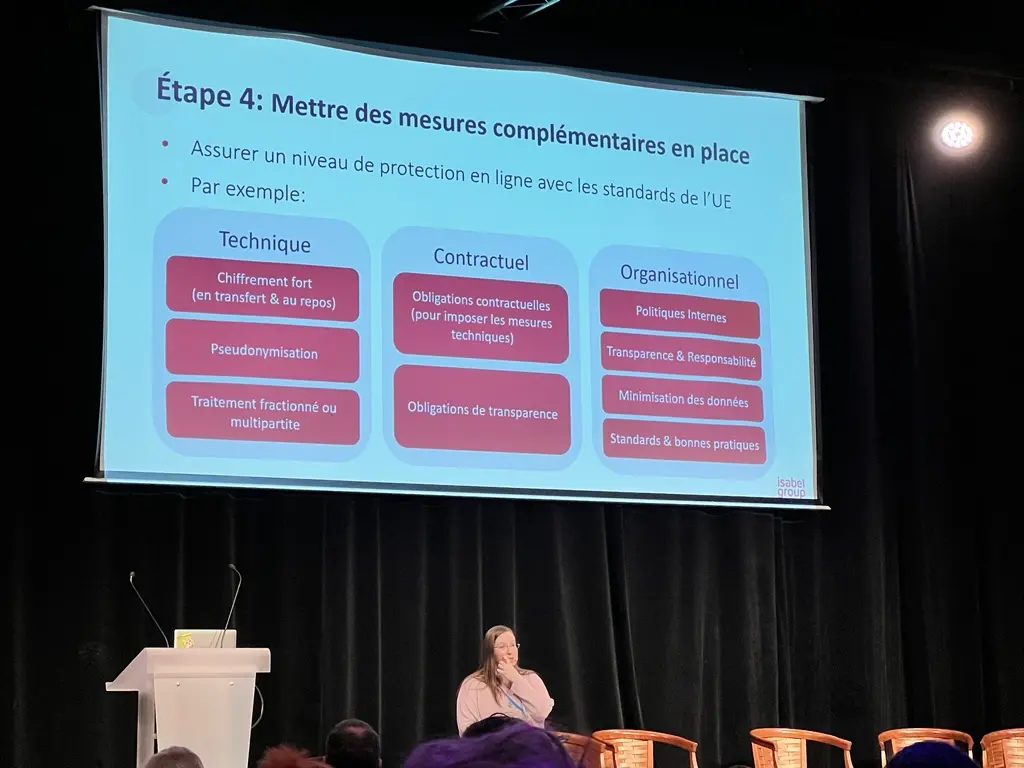 Étape 4: Mettre des mesures complémentaires en place
• Assurer un niveau de protection en ligne avec les standards de l'UE
• Par exemple:
Technique
Chiffrement fort
(en transfert & au repos)
Pseudonymisation
Traitement fractionné ou
multipartite
Contractuel
Obligations contractuelles
(pour imposer les mesures
techniques)
Obligations de transparence
Organisationnel
Politiques Internes
Transparence & Responsabilité
Minimisation des données
Standards & bonnes pratiques
isabel
group